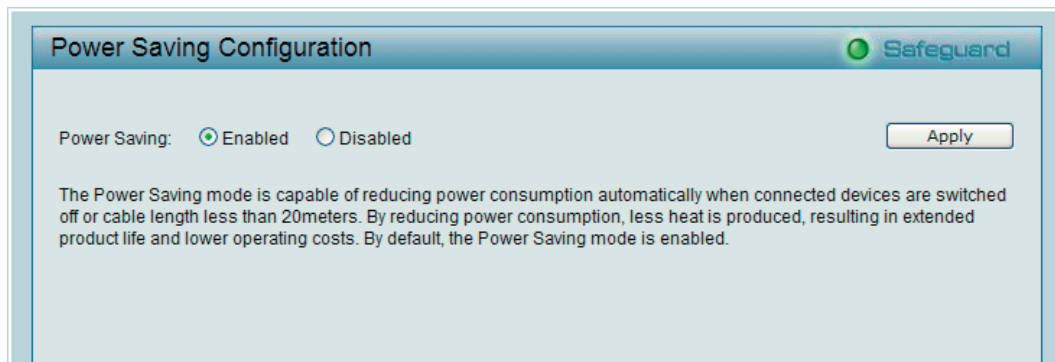 Power Saving Configuration
Safeguard
Power Saving: Enabled Disabled
Apply
The Power Saving mode is capable of reducing power consumption automatically when connected devices are switched
off or cable length less than 20meters. By reducing power consumption, less heat is produced, resulting in extended
product life and lower operating costs. By default, the Power Saving mode is enabled.